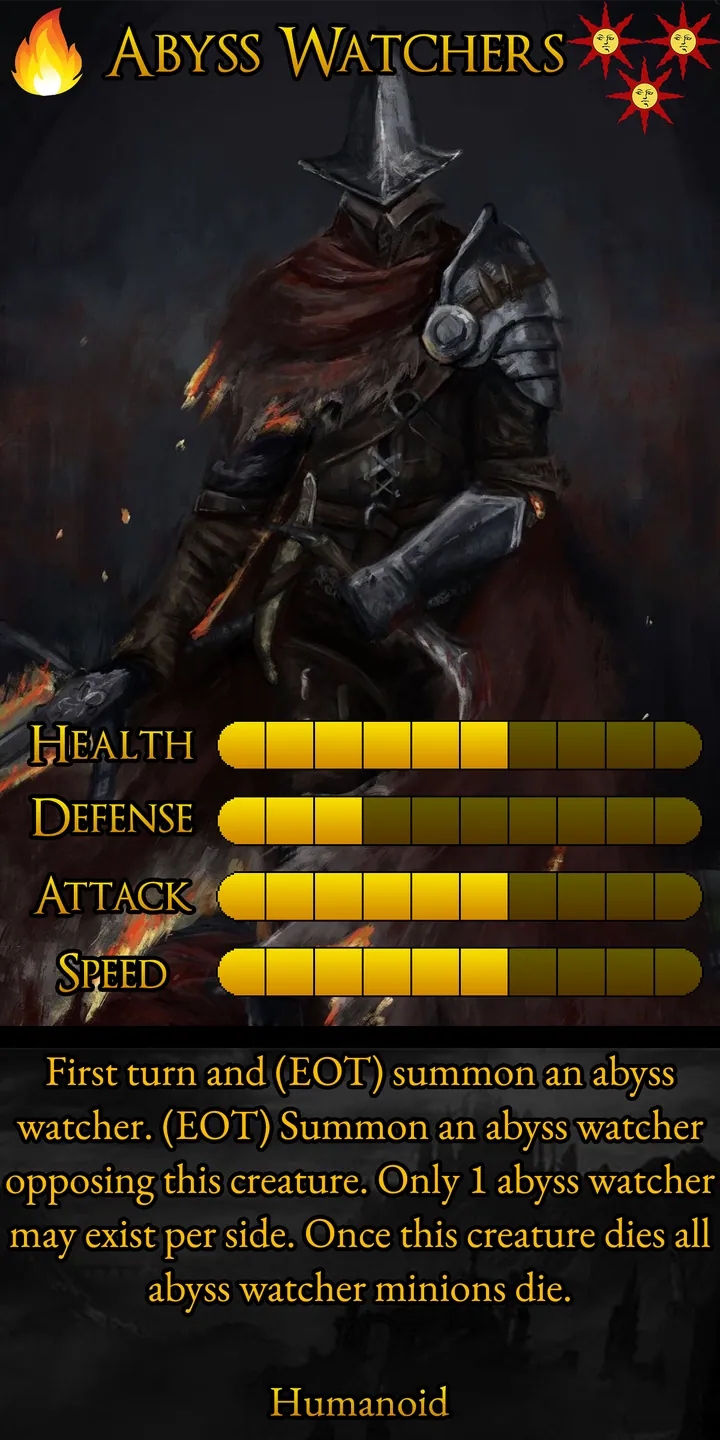 Abyss Watchers
Health
Defense
Attack
Speed
First turn and (EOT) summon an abyss
watcher. (EOT) Summon an abyss watcher
opposing this creature. Only 1 abyss watcher
may exist per side. Once this creature dies all
abyss watcher minions die.
Humanoid